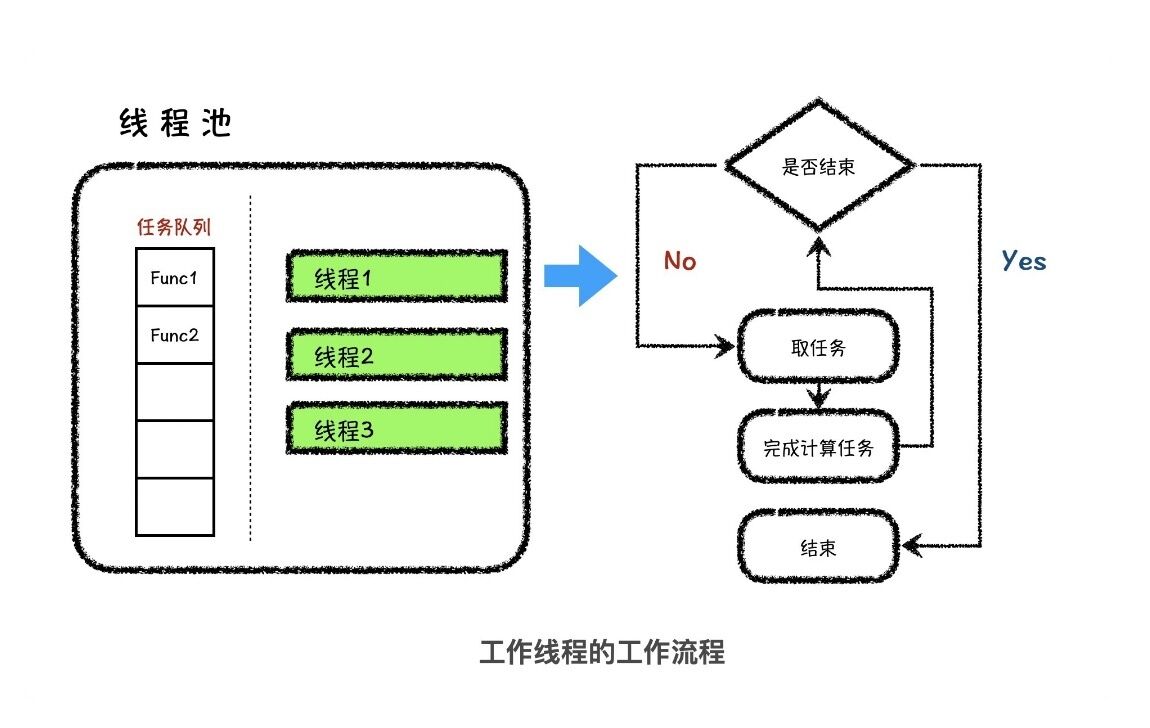 线程池
任务队列
Func1
Func2
线程1
线程2
线程3
是否结束
No
Yes
取任务
完成计算任务
结束
工作线程的工作流程